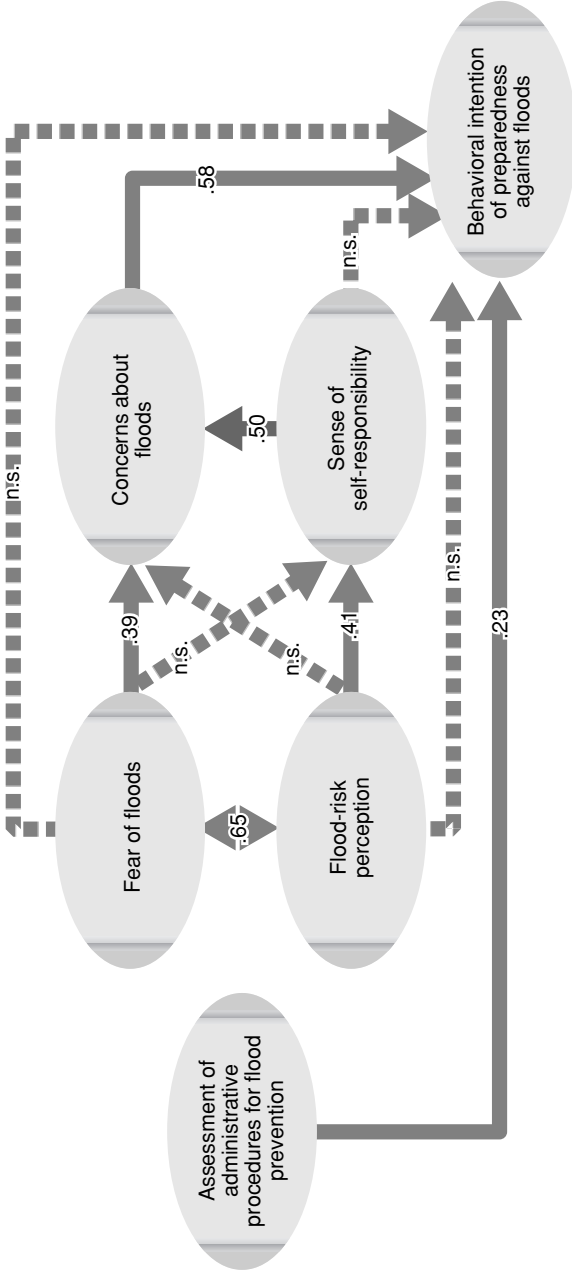 Assessment of
administrative
procedures for flood
prevention
Fear of floods
.65
Flood-risk
perception
n.s.
.39
n.s.
n.s.
.41
Concerns about
floods
.50
Sense of
self-responsibility
.58
n.s.
n.s.
.23
Behavioral intention
of preparedness
against floods